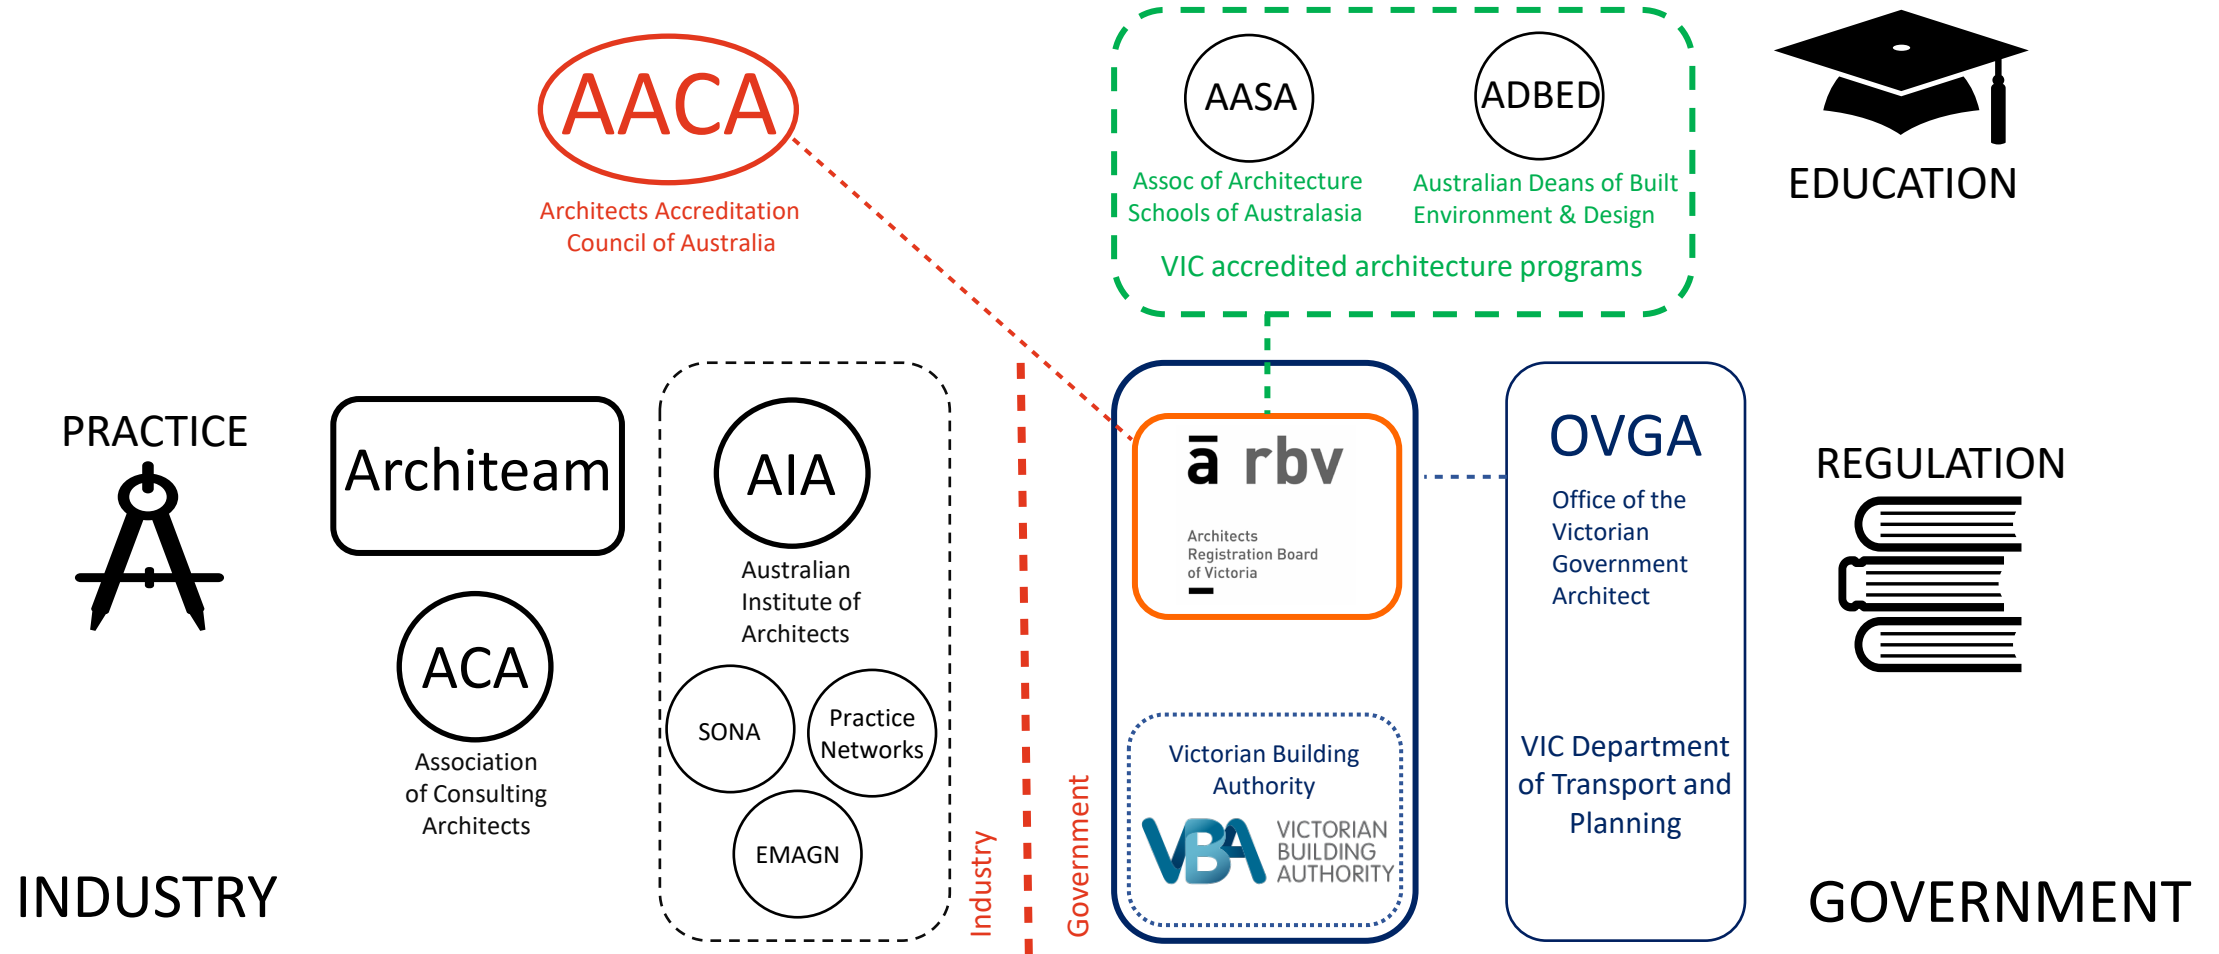 AACA
Architects Accreditation
Council of Australia
AASA
Assoc of Architecture
Schools of Australasia
ADBED
Australian Deans of Built
Environment & Design
VIC accredited architecture programs
EDUCATION
PRACTICE
Architeam
ACA
Association
of Consulting
Architects
AIA
Australian
Institute of
Architects
SONA
Practice
Networks
EMAGN
Industry
Government
ā rbv
Architects
Registration Board
of Victoria
Victorian Building
Authority
VBA
VICTORIAN
BUILDING
AUTHORITY
OVGA
Office of the
Victorian
Government
Architect
VIC Department
of Transport and
Planning
REGULATION
INDUSTRY
GOVERNMENT